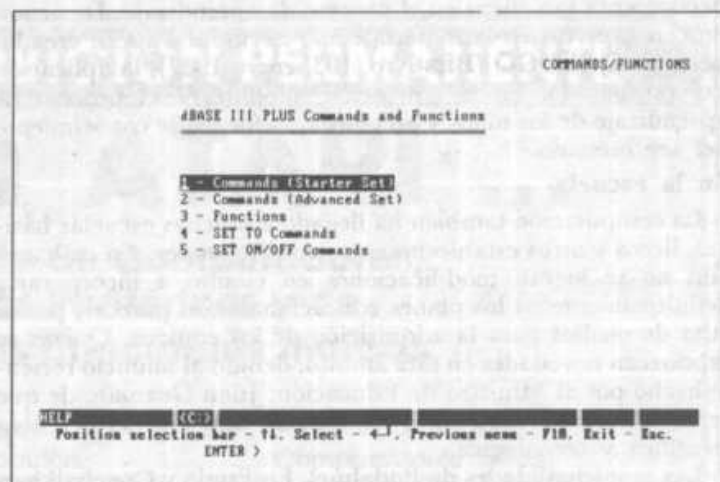 COMMANDS/FUNCTIONS
dBASE III PLUS Commands and Functions
1 - Commands (Starter Set)
2 - Commands (Advanced Set)
3 - Functions
4 - SET TO Commands
5 - SET ON/OFF Commands
HELP <C:>
Position selection bar - ↑↓. Select - ←┘. Previous menu - F10. Exit - Esc.
ENTER >